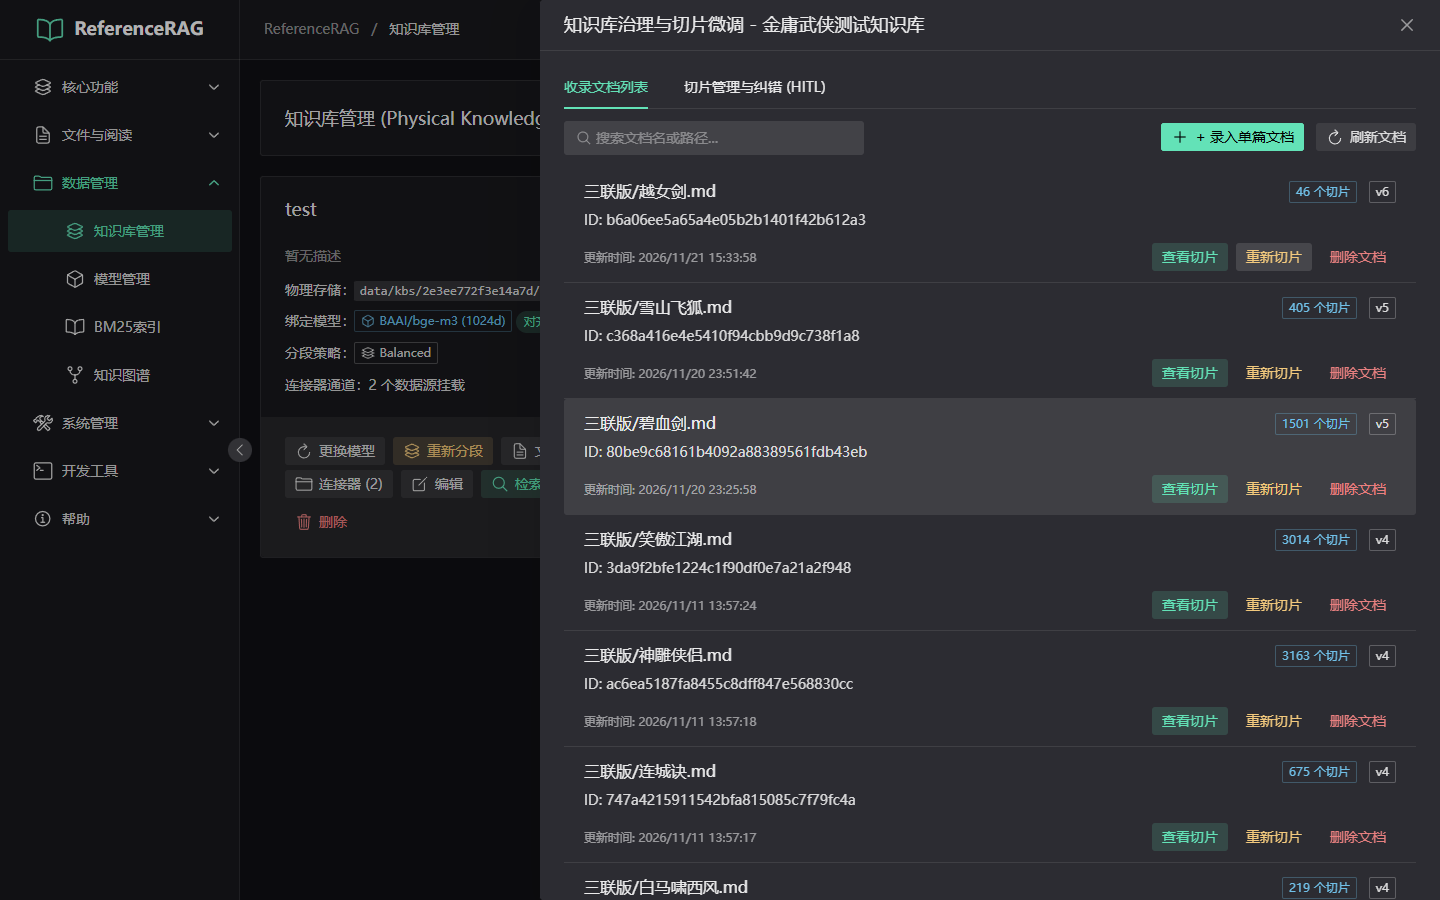 ReferenceRAG
核心功能
文件与阅读
数据管理
知识库管理
模型管理
BM25索引
知识图谱
系统管理
开发工具
帮助
ReferenceRAG / 知识库管理
知识库管理 (Physical Knowledg
test
暂无描述
物理存储: data/kbs/2e3ee772f3e14a7d/
绑定模型: BAAI/bge-m3 (1024d) 对
分段策略: Balanced
连接器通道: 2 个数据源挂载
更换模型 重新分段
连接器 (2) 编辑 检索
删除
知识库治理与切片微调 - 金庸武侠测试知识库
收录文档列表 切片管理与纠错 (HITL)
搜索文档名或路径... + 录入单篇文档 刷新文档
三联版/越女剑.md 46 个切片 v6
ID: b6a06ee5a65a4e05b2b1401f42b612a3
更新时间: 2026/11/21 15:33:58 查看切片 重新切片 删除文档
三联版/雪山飞狐.md 405 个切片 v5
ID: c368a416e4e5410f94cbb9d9c738f1a8
更新时间: 2026/11/20 23:51:42 查看切片 重新切片 删除文档
三联版/碧血剑.md 1501 个切片 v5
ID: 80be9c68161b4092a88389561fdb43eb
更新时间: 2026/11/20 23:25:58 查看切片 重新切片 删除文档
三联版/笑傲江湖.md 3014 个切片 v4
ID: 3da9f2bfe1224c1f90df0e7a21a2f948
更新时间: 2026/11/11 13:57:24 查看切片 重新切片 删除文档
三联版/神雕侠侣.md 3163 个切片 v4
ID: ac6ea5187fa8455c8dff847e568830cc
更新时间: 2026/11/11 13:57:18 查看切片 重新切片 删除文档
三联版/连城诀.md 675 个切片 v4
ID: 747a4215911542bfa815085c7f79fc4a
更新时间: 2026/11/11 13:57:17 查看切片 重新切片 删除文档
三联版/白马啸西风.md 219 个切片 v4